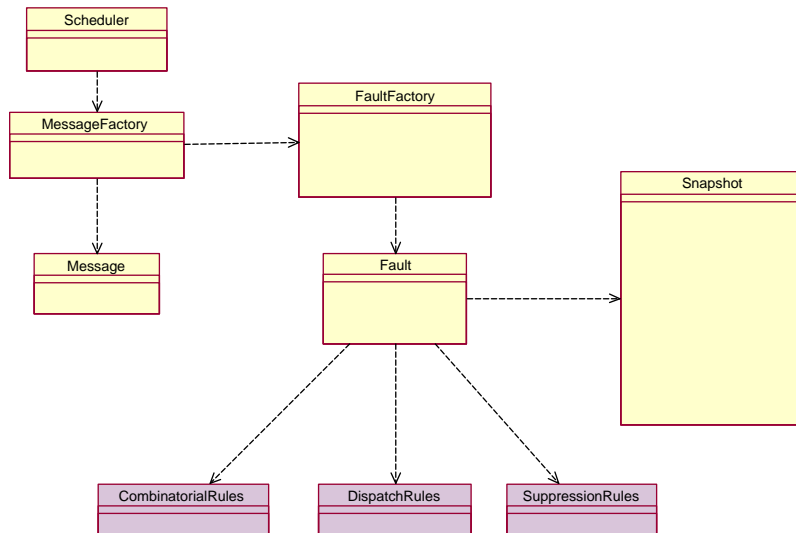 Scheduler
FaultFactory
MessageFactory
Snapshot
Message
Fault
CombinatorialRules
DispatchRules
SuppressionRules